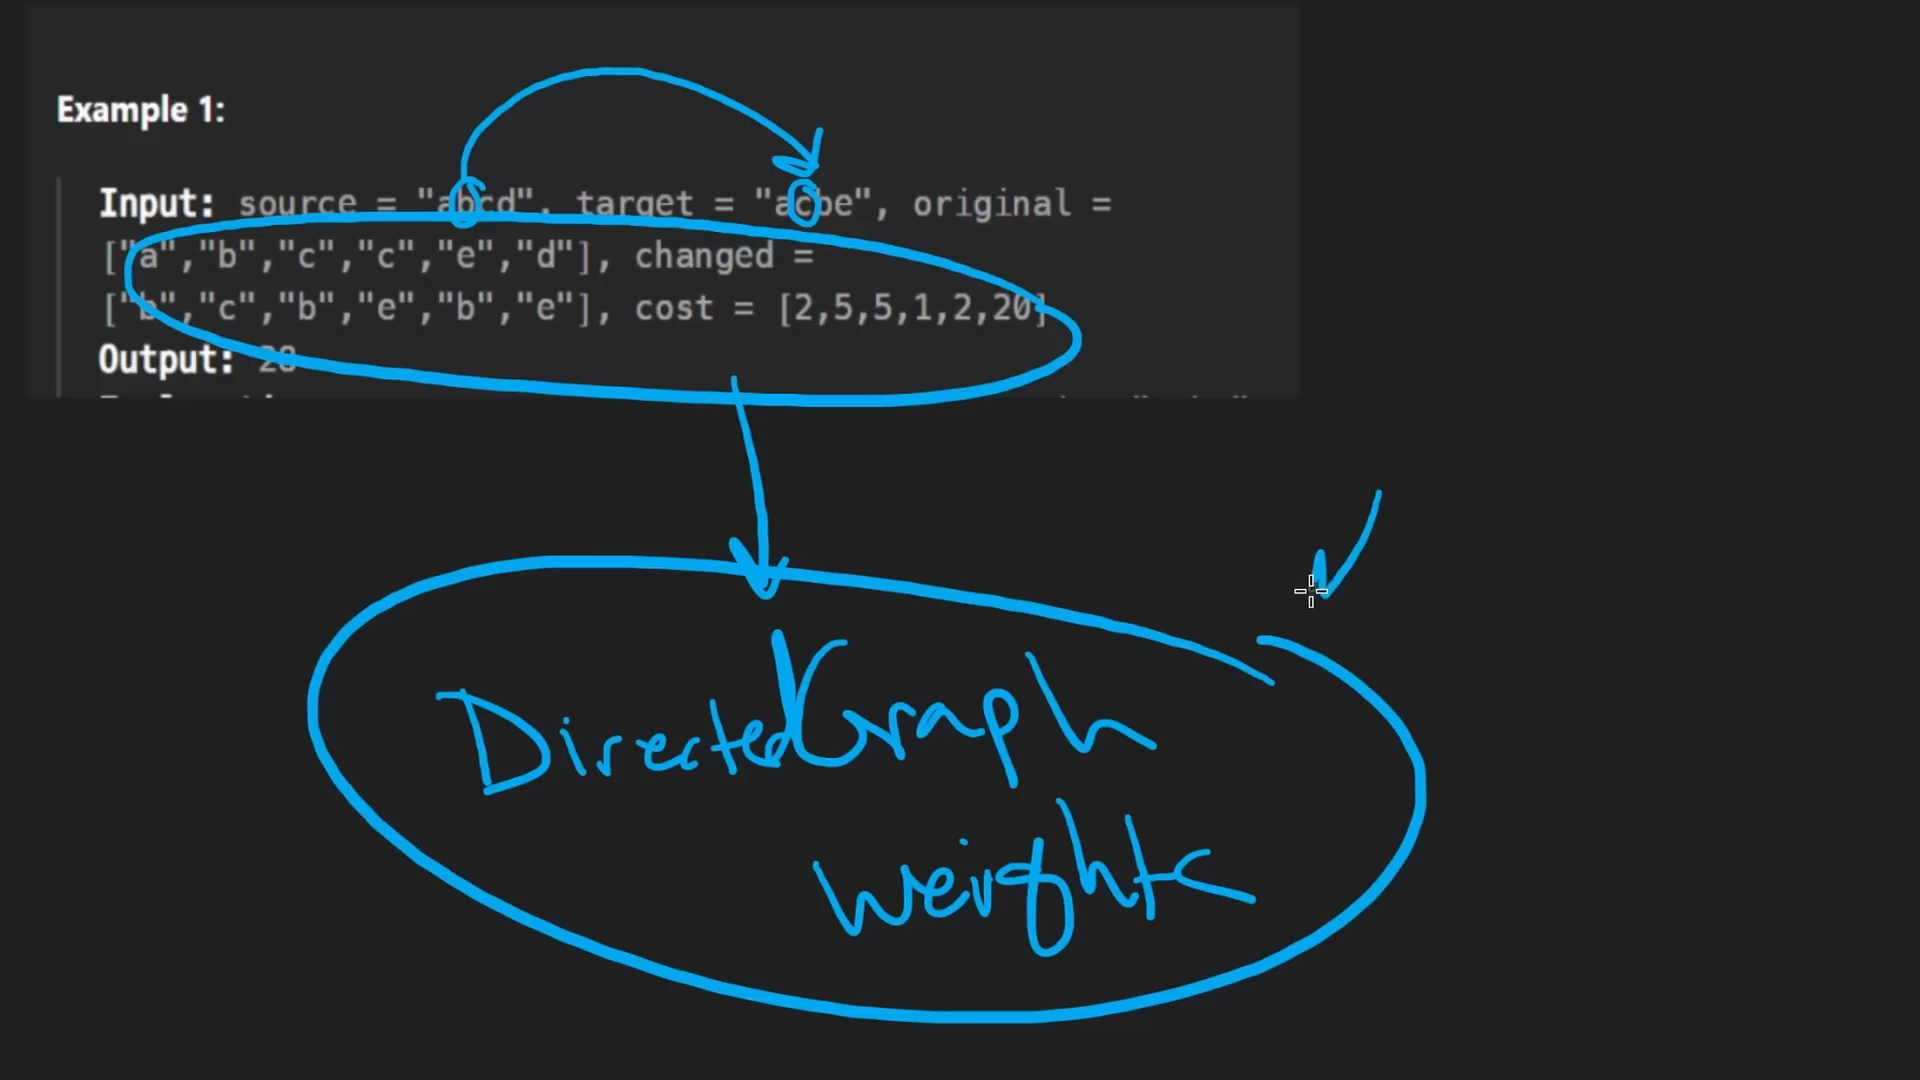 Example 1:
Input: source = "abcd", target = "acbe", original =
["a","b","c","c","e","d"], changed =
["b","c","b","e","b","e"], cost = [2,5,5,1,2,20]
Output: 28
Directed Graph
weights